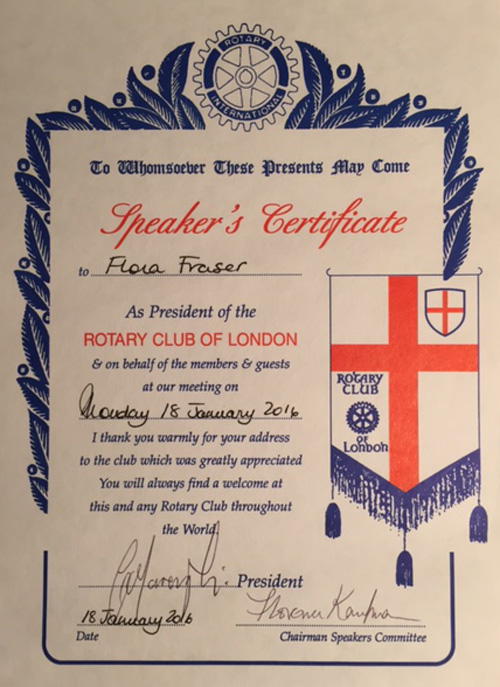 ROTARY
INTERNATIONAL
To Whomsoever These Presents May Come
Speaker's Certificate
to Flora Fraser
As President of the
ROTARY CLUB OF LONDON
& on behalf of the members & guests
at our meeting on
Monday 18 January 2016
I thank you warmly for your address
to the club which was greatly appreciated
You will always find a welcome at
this and any Rotary Club throughout
the World.
ROTARY
CLUB
OF
London
President
18 January 2016
Date
Florence Kaufman
Chairman Speakers Committee